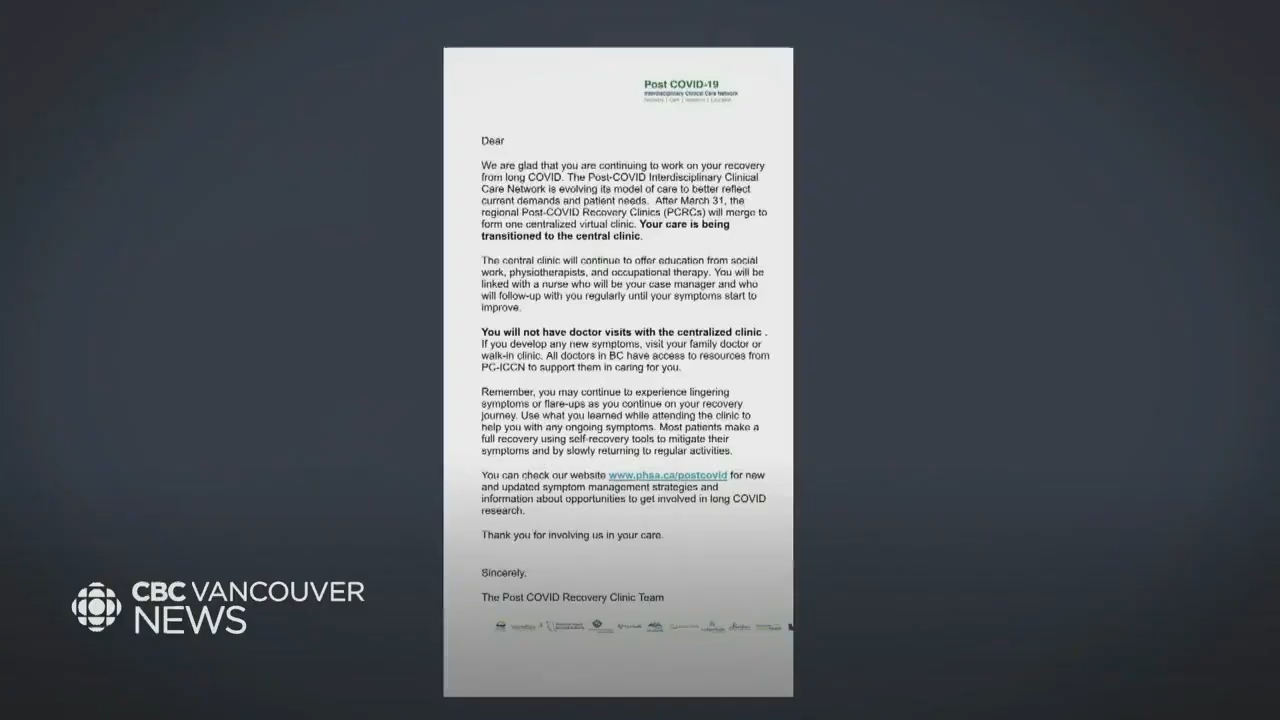 Post COVID-19
Interdisciplinary Clinical Care Network
Dear
We are glad that you are continuing to work on your recovery
from long COVID. The Post-COVID Interdisciplinary Clinical
Care Network is evolving its model of care to better reflect
current demands and patient needs.  After March 31, the
regional Post-COVID Recovery Clinics (PCRCs) will merge to
form one centralized virtual clinic. Your care is being
transitioned to the central clinic.
The central clinic will continue to offer education from social
work, physiotherapists, and occupational therapy. You will be
linked with a nurse who will be your case manager and who
will follow-up with you regularly until your symptoms start to
improve.
You will not have doctor visits with the centralized clinic .
If you develop any new symptoms, visit your family doctor or
walk-in clinic. All doctors in BC have access to resources from
PC-ICCN to support them in caring for you.
Remember, you may continue to experience lingering
symptoms or flare-ups as you continue on your recovery
journey. Use what you learned while attending the clinic to
help you with any ongoing symptoms. Most patients make a
full recovery using self-recovery tools to mitigate their
symptoms and by slowly returning to regular activities.
You can check our website www.phsa.ca/postcovid for new
and updated symptom management strategies and
information about opportunities to get involved in long COVID
research.
Thank you for involving us in your care.
Sincerely,
The Post COVID Recovery Clinic Team
CBC VANCOUVER
NEWS